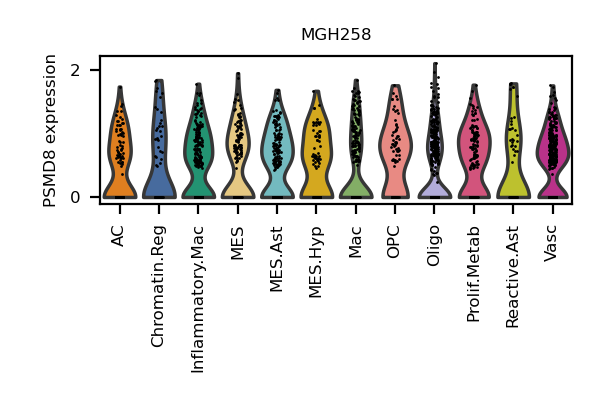 MGH258
PSMD8 expression
2
0
AC
Chromatin.Reg
Inflammatory.Mac
MES
MES.Ast
MES.Hyp
Mac
OPC
Oligo
Prolif.Metab
Reactive.Ast
Vasc